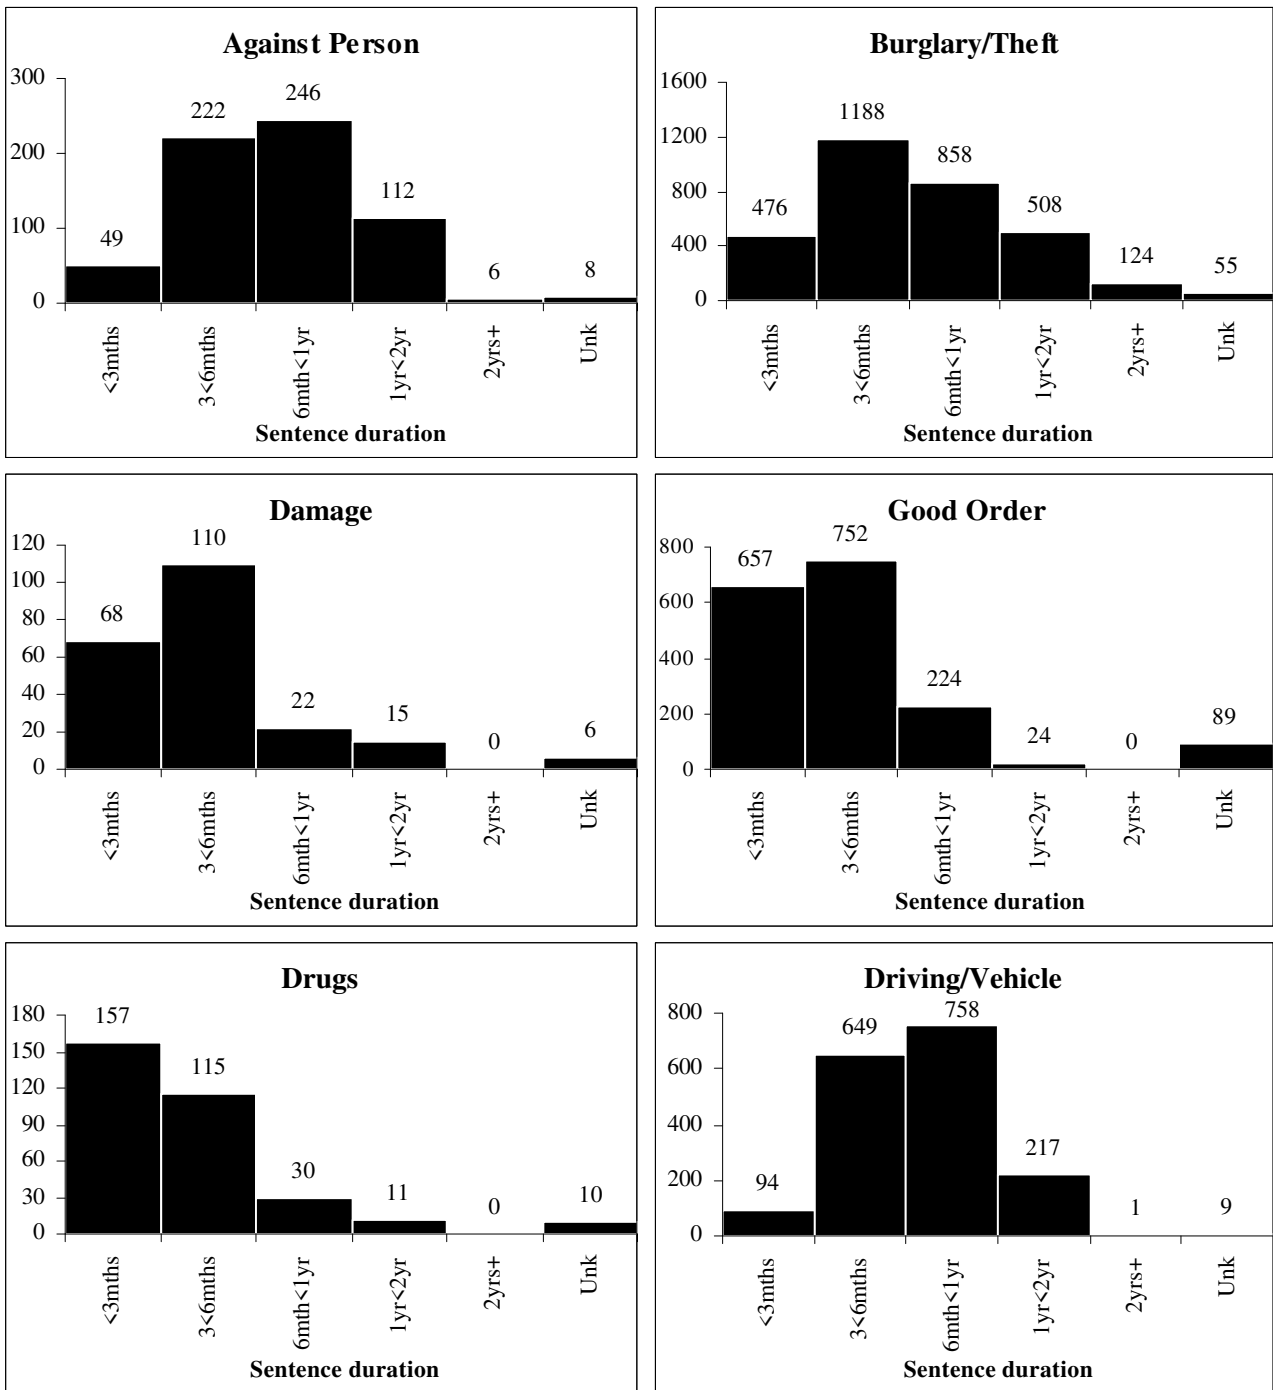 Against Person
300
200
100
0
49
222
246
112
6
8
<3mths
3<6mths
6mth<1yr
1yr<2yr
2yrs+
Unk
Sentence duration
Burglary/Theft
1600
1200
800
400
0
476
1188
858
508
124
55
<3mths
3<6mths
6mth<1yr
1yr<2yr
2yrs+
Unk
Sentence duration
Damage
120
100
80
60
40
20
0
68
110
22
15
0
6
<3mths
3<6mths
6mth<1yr
1yr<2yr
2yrs+
Unk
Sentence duration
Good Order
800
600
400
200
0
657
752
224
24
0
89
<3mths
3<6mths
6mth<1yr
1yr<2yr
2yrs+
Unk
Sentence duration
Drugs
180
150
120
90
60
30
0
157
115
30
11
0
10
<3mths
3<6mths
6mth<1yr
1yr<2yr
2yrs+
Unk
Sentence duration
Driving/Vehicle
800
600
400
200
0
94
649
758
217
1
9
<3mths
3<6mths
6mth<1yr
1yr<2yr
2yrs+
Unk
Sentence duration